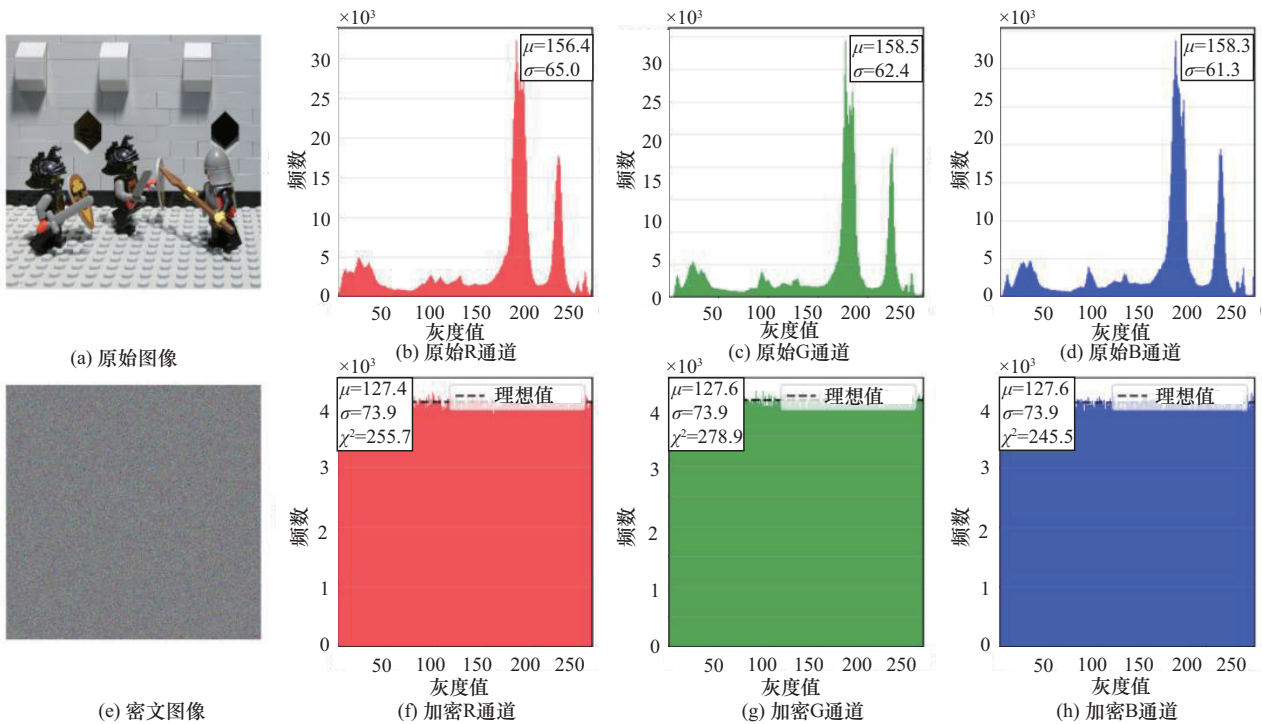 ×10³
30
25
20
15
10
5
0
频数
μ=156.4
σ=65.0
50 100 150 200 250
灰度值
×10³
30
25
20
15
10
5
0
频数
μ=158.5
σ=62.4
50 100 150 200 250
灰度值
×10³
30
25
20
15
10
5
0
频数
μ=158.3
σ=61.3
50 100 150 200 250
灰度值
(a) 原始图像
(b) 原始R通道
(c) 原始G通道
(d) 原始B通道
×10³
4
3
2
1
0
频数
μ=127.4
σ=73.9
χ²=255.7
理想值
50 100 150 200 250
灰度值
×10³
4
3
2
1
0
频数
μ=127.6
σ=73.9
χ²=278.9
理想值
50 100 150 200 250
灰度值
×10³
4
3
2
1
0
频数
μ=127.6
σ=73.9
χ²=245.5
理想值
50 100 150 200 250
灰度值
(e) 密文图像
(f) 加密R通道
(g) 加密G通道
(h) 加密B通道